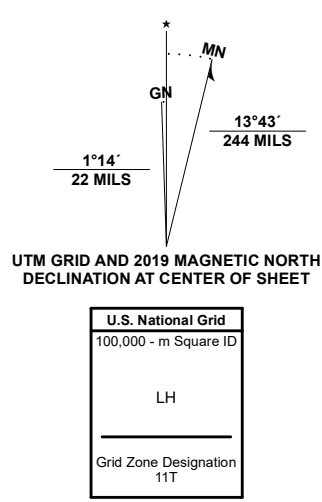 ★
MN
GN
13°43´
244 MILS
1°14´
22 MILS
UTM GRID AND 2019 MAGNETIC NORTH
DECLINATION AT CENTER OF SHEET
U.S. National Grid
100,000 - m Square ID
LH
Grid Zone Designation
11T